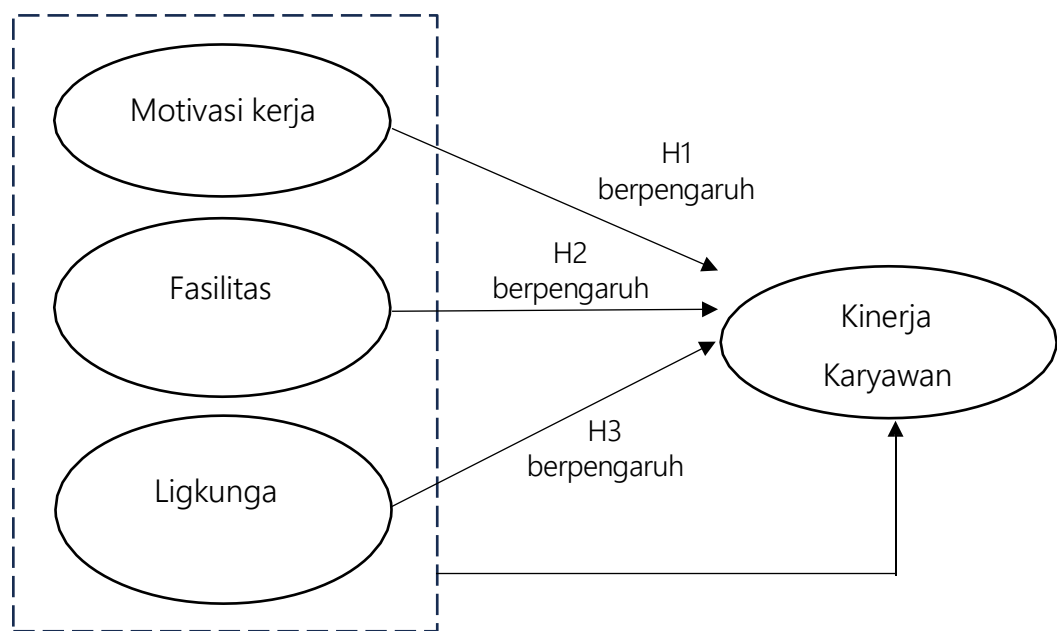 Motivasi kerja
H1
berpengaruh
Fasilitas
H2
berpengaruh
Kinerja
Karyawan
H3
berpengaruh
Ligkunga